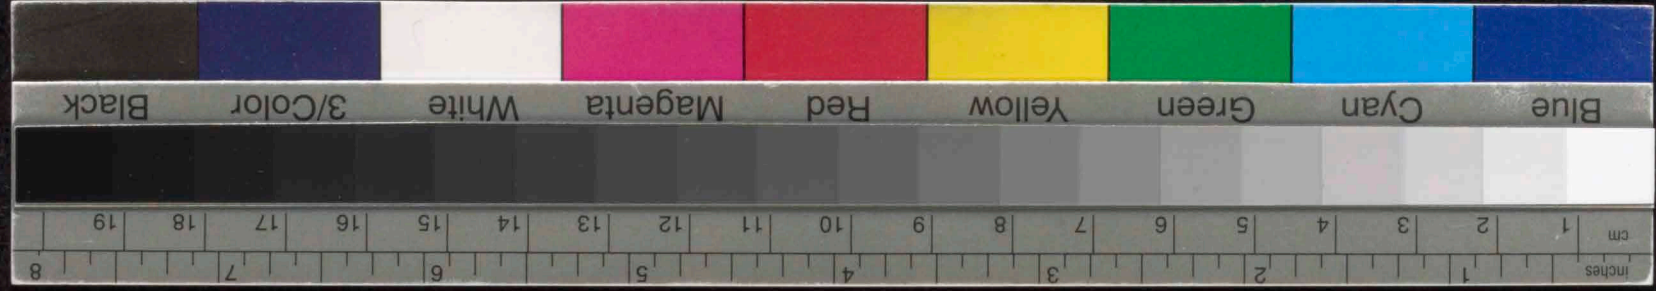 inches 1 2 3 4 5 6 7 8
cm 1 2 3 4 5 6 7 8 9 10 11 12 13 14 15 16 17 18 19
Blue Cyan Green Yellow Red Magenta White 3/Color Black